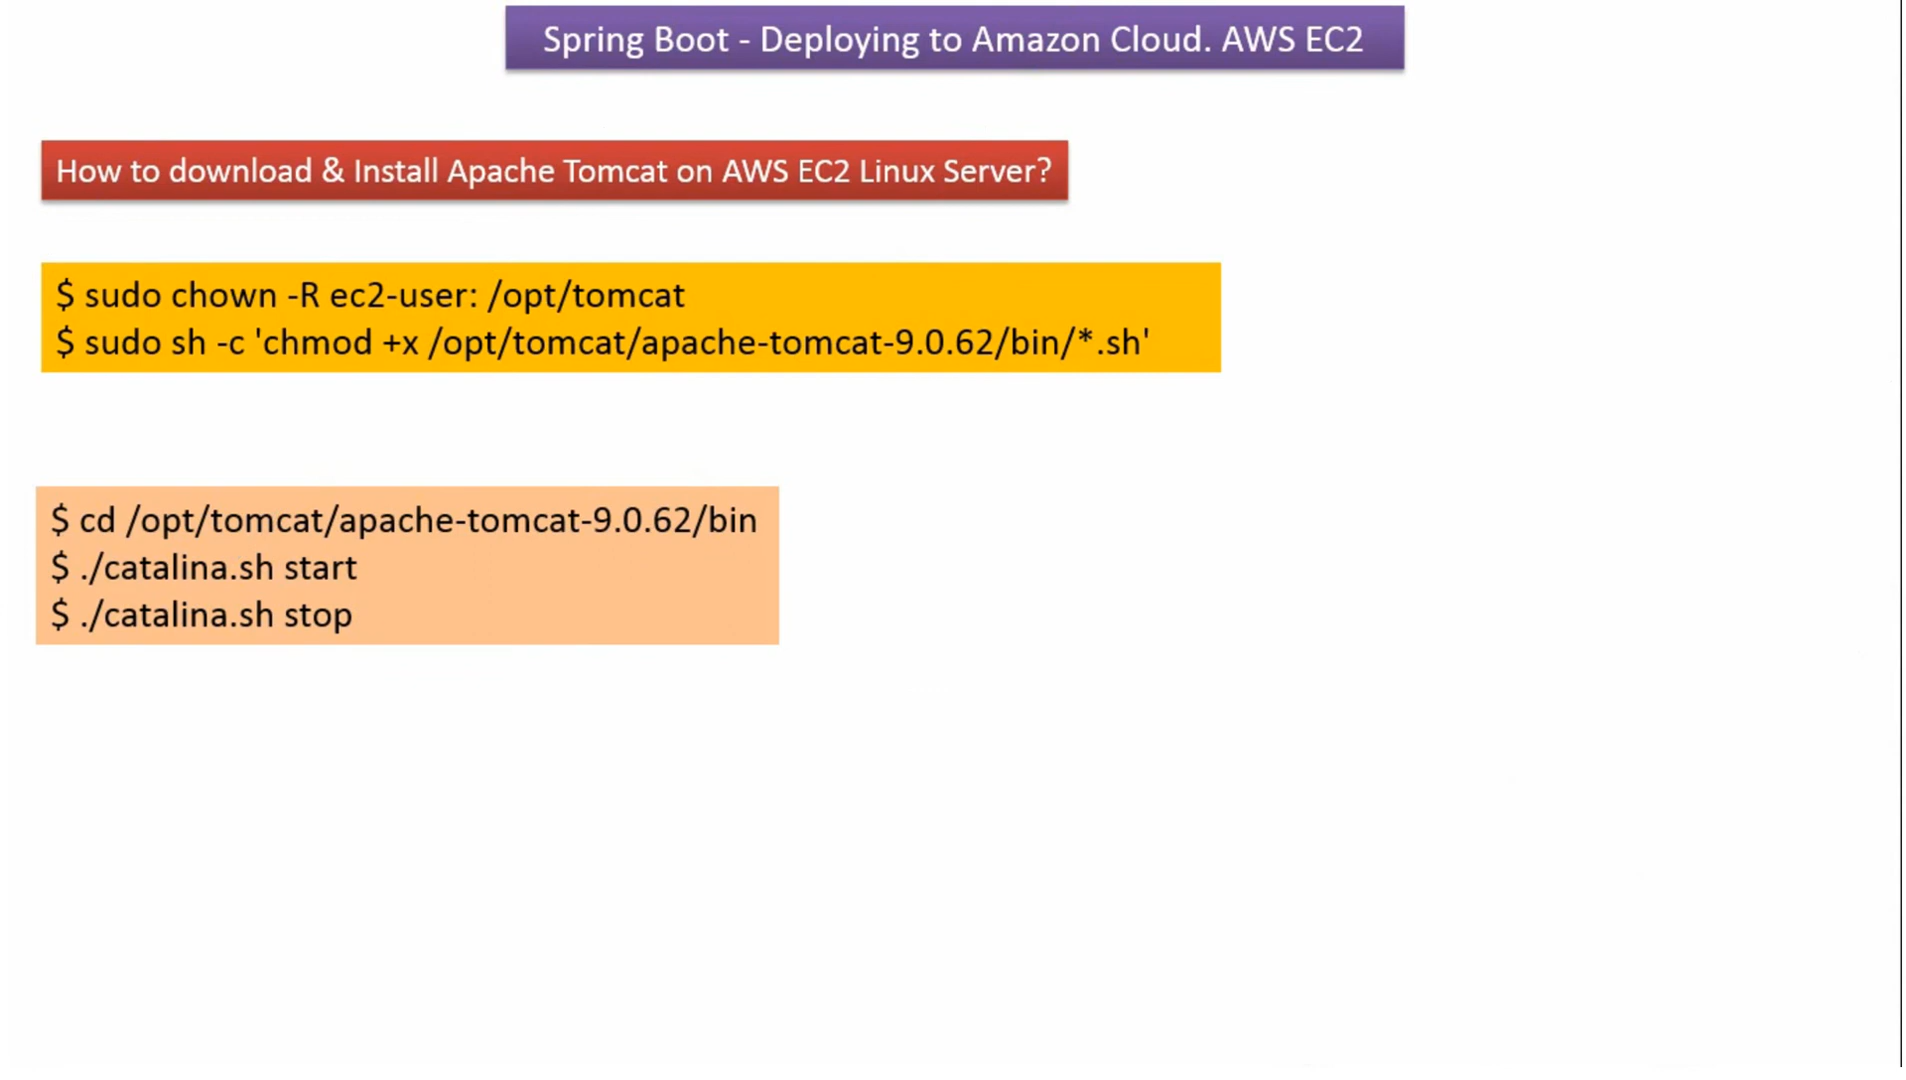 Spring Boot - Deploying to Amazon Cloud. AWS EC2
How to download & Install Apache Tomcat on AWS EC2 Linux Server?
$ sudo chown -R ec2-user: /opt/tomcat
$ sudo sh -c 'chmod +x /opt/tomcat/apache-tomcat-9.0.62/bin/*.sh'
$ cd /opt/tomcat/apache-tomcat-9.0.62/bin
$ ./catalina.sh start
$ ./catalina.sh stop